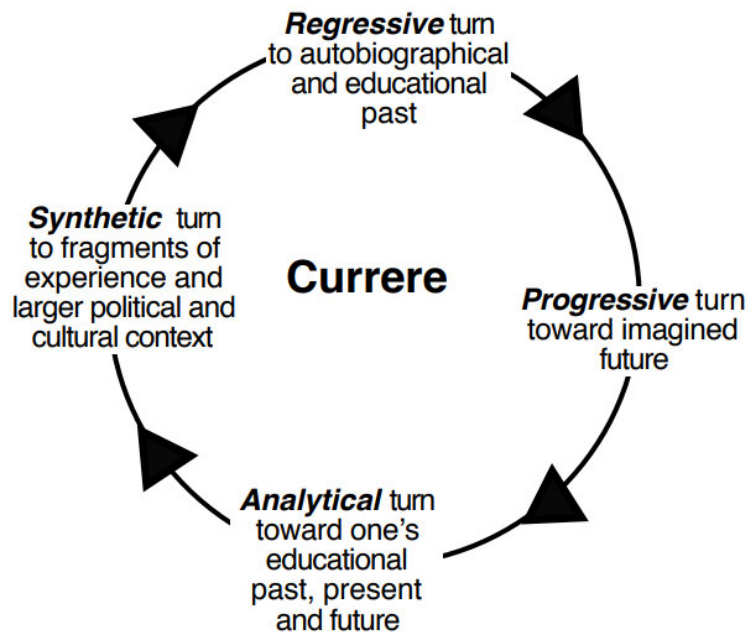 Regressive turn
to autobiographical
and educational
past
Synthetic turn
to fragments of
experience and
larger political and
cultural context
Currere
Progressive turn
toward imagined
future
Analytical turn
toward one's
educational
past, present
and future